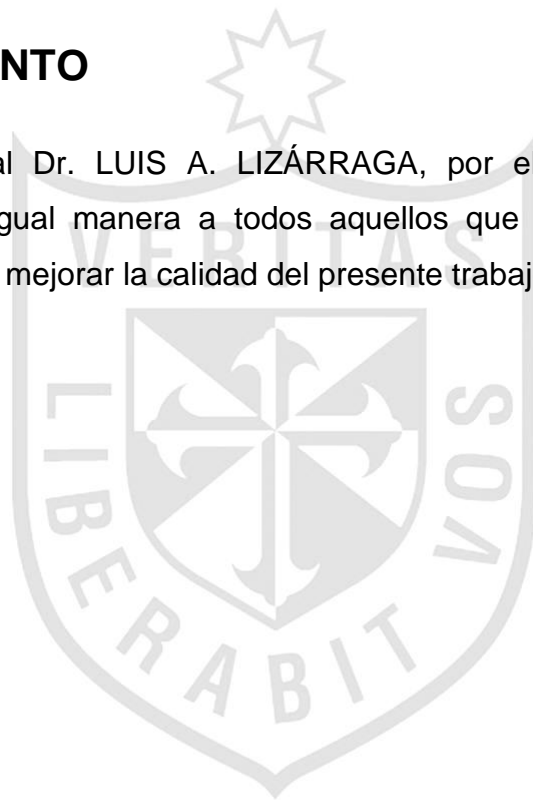 NTO
al Dr. LUIS A. LIZÁRRAGA, por el
gual manera a todos aquellos que
mejorar la calidad del presente trabaj
VERITAS
LIBERABIT VOS